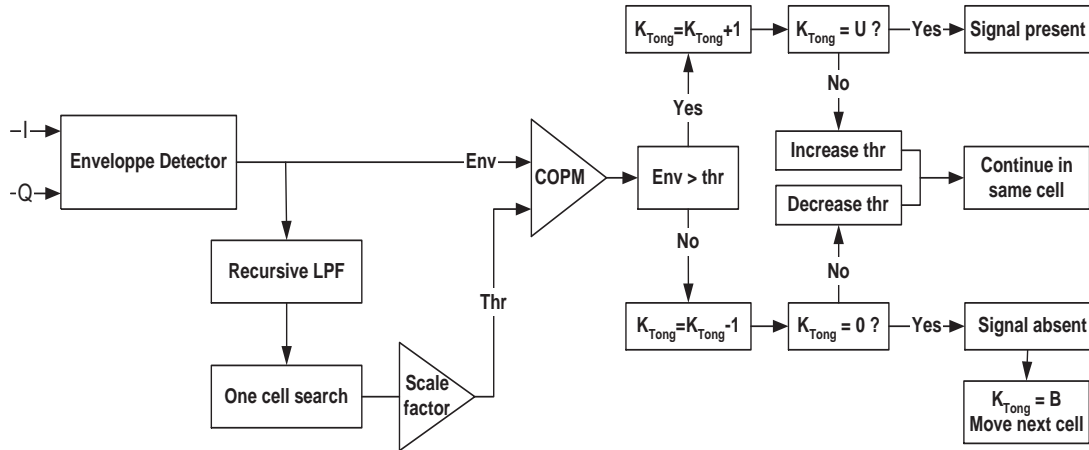 K_Tong=K_Tong+1
K_Tong = U ?
Yes
Signal present
No
Yes
–I
Enveloppe Detector
Env
COPM
Env > thr
Increase thr
Continue in
same cell
–Q
Decrease thr
No
No
Recursive LPF
Thr
K_Tong=K_Tong-1
K_Tong = 0 ?
Yes
Signal absent
One cell search
Scale
factor
K_Tong = B
Move next cell